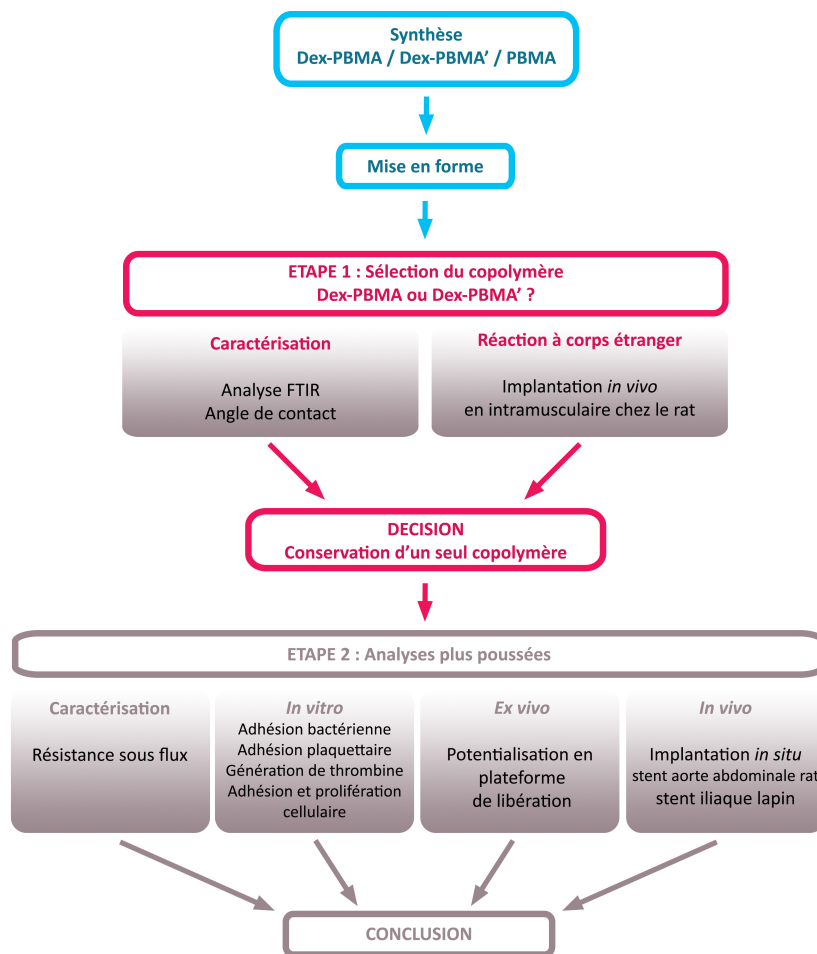 Synthèse
Dex-PBMA / Dex-PBMA’ / PBMA
Mise en forme
ETAPE 1 : Sélection du copolymère
Dex-PBMA ou Dex-PBMA’ ?
Caractérisation
Analyse FTIR
Angle de contact
Réaction à corps étranger
Implantation in vivo
en intramusculaire chez le rat
DECISION
Conservation d’un seul copolymère
ETAPE 2 : Analyses plus poussées
Caractérisation
Résistance sous flux
In vitro
Adhésion bactérienne
Adhésion plaquettaire
Génération de thrombine
Adhésion et prolifération
cellulaire
Ex vivo
Potentialisation en
plateforme
de libération
In vivo
Implantation in situ
stent aorte abdominale rat
stent iliaque lapin
CONCLUSION